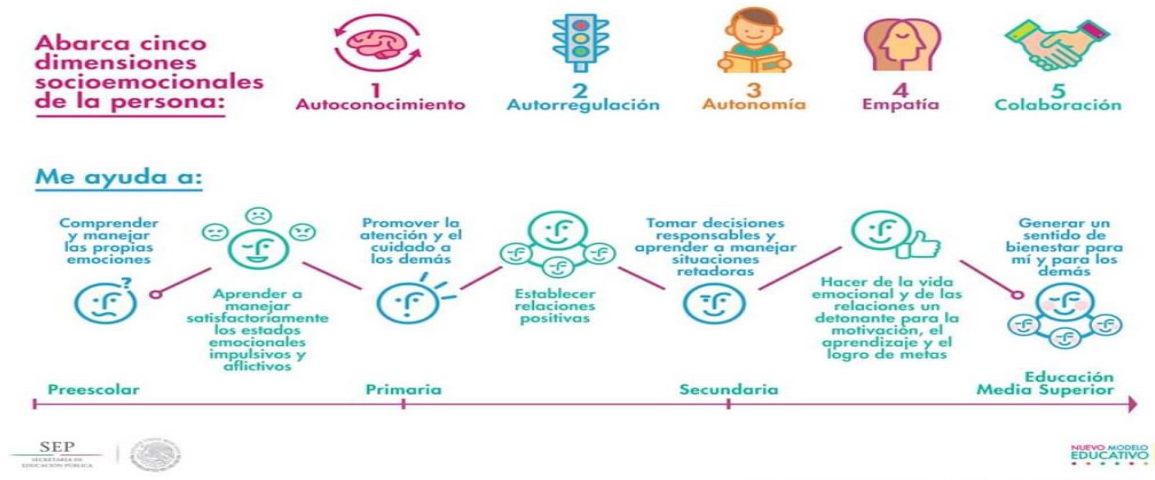 Abarca cinco
dimensiones
socioemocionales
de la persona:
1
Autoconocimiento
2
Autorregulación
3
Autonomía
4
Empatía
5
Colaboración
Me ayuda a:
Comprender
y manejar
las propias
emociones
Aprender a
manejar
satisfactoriamente
los estados
emocionales
impulsivos y
aflictivos
Promover la
atención y el
cuidado a
los demás
Establecer
relaciones
positivas
Tomar decisiones
responsables y
aprender a manejar
situaciones
retadoras
Hacer de la vida
emocional y de las
relaciones un
detonante para la
motivación, el
aprendizaje y el
logro de metas
Generar un
sentido de
bienestar para
mí y para los
demás
Preescolar
Primaria
Secundaria
Educación
Media Superior
SEP
SECRETARÍA DE
EDUCACIÓN PÚBLICA
NUEVO MODELO
EDUCATIVO